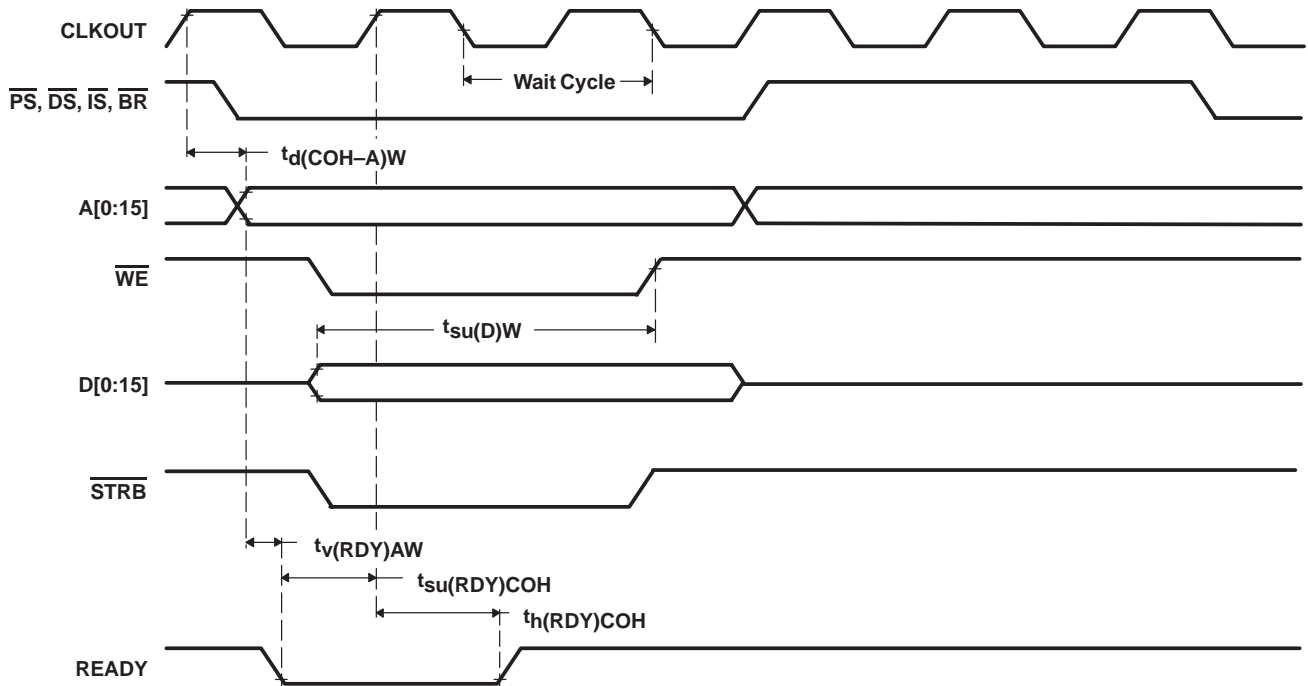 CLKOUT
Wait Cycle
PS, DS, IS, BR
td(COH–A)W
A[0:15]
WE
tsu(D)W
D[0:15]
STRB
tv(RDY)AW
tsu(RDY)COH
th(RDY)COH
READY